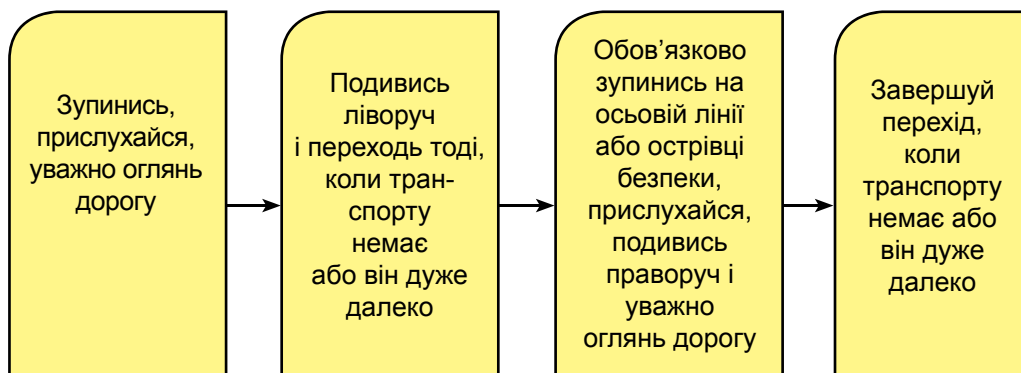 Зупинись,
прислухайся,
уважно оглянь
дорогу
Подивись
ліворуч
і переходь тоді,
коли тран-
спорту
немає
або він дуже
далеко
Обов’язково
зупинись на
осьовій лінії
або острівці
безпеки,
прислухайся,
подивись
праворуч і
уважно
оглянь дорогу
Завершуй
перехід,
коли
транспорту
немає або
він дуже
далеко